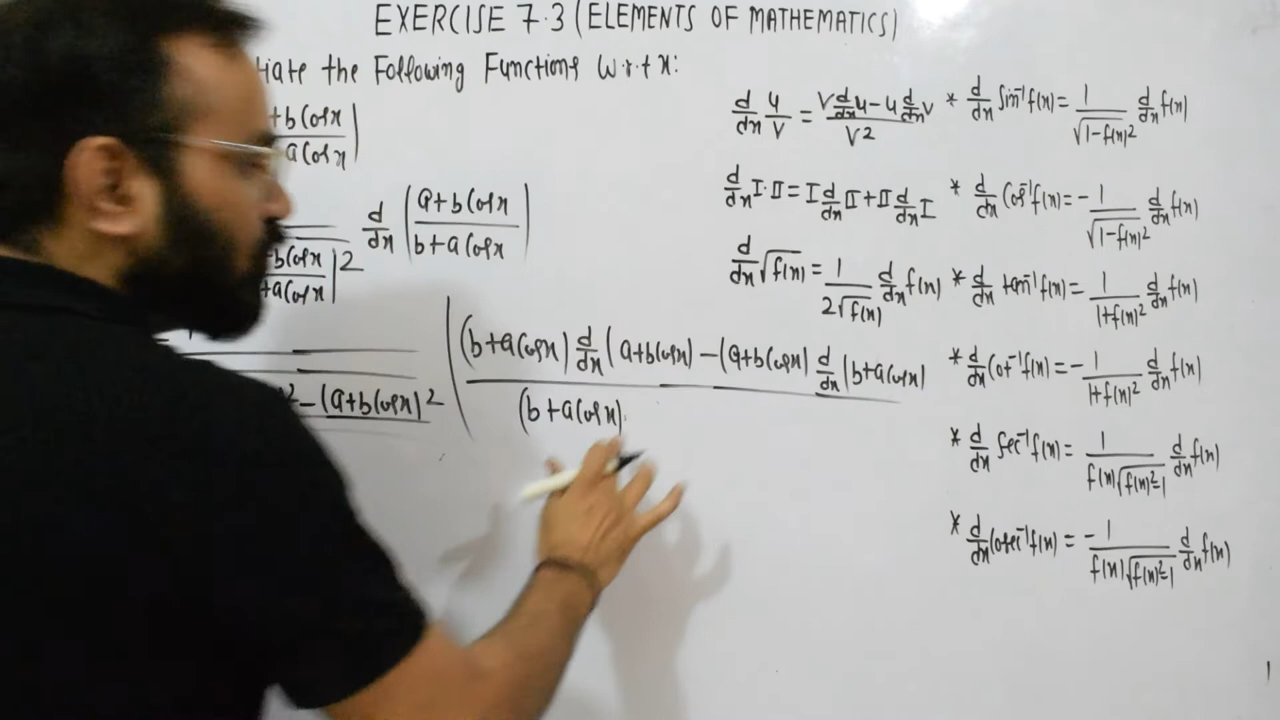 EXERCISE 7.3 (ELEMENTS OF MATHEMATICS)
tiate the Following Functions w.r.t x:
+b Cos x
a Cos x
d/dx (a+b Cos x / b+a Cos x)
+b Cos x
+a Cos x |2
(b+a Cos x) d/dx (a+b Cos x) - (a+b Cos x) d/dx (b+a Cos x)
2 - (a+b Cos x)2
(b+a Cos x)
d/dx u/v = V d/dx u - u d/dx v / V2
d/dx I.II = I d/dx II + II d/dx I
d/dx √f(x) = 1 / 2√f(x) d/dx f(x)
* d/dx Sin-1 f(x) = 1 / √1-f(x)2 d/dx f(x)
* d/dx Cos-1 f(x) = - 1 / √1-f(x)2 d/dx f(x)
* d/dx tan-1 f(x) = 1 / 1+f(x)2 d/dx f(x)
* d/dx Cot-1 f(x) = - 1 / 1+f(x)2 d/dx f(x)
* d/dx Sec-1 f(x) = 1 / f(x)√f(x)2-1 d/dx f(x)
* d/dx Cosec-1 f(x) = - 1 / f(x)√f(x)2-1 d/dx f(x)